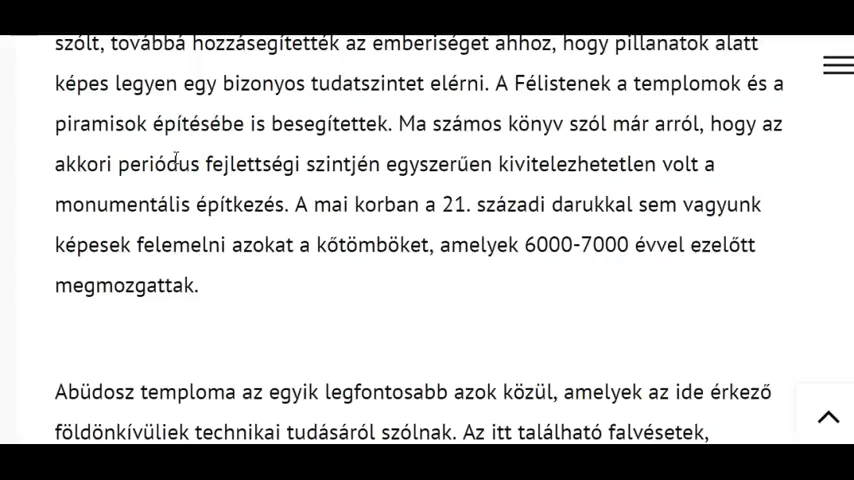 szólt, továbbá hozzásegítették az emberiséget ahhoz, hogy pillanatok alatt
képes legyen egy bizonyos tudatszintet elérni. A Félistenek a templomok és a
piramisok építésébe is besegítettek. Ma számos könyv szól már arról, hogy az
akkori periódus fejlettségi szintjén egyszerűen kivitelezhetetlen volt a
monumentális építkezés. A mai korban a 21. századi darukkal sem vagyunk
képesek felemelni azokat a kőtömböket, amelyek 6000-7000 évvel ezelőtt
megmozgattak.
Abüdosz temploma az egyik legfontosabb azok közül, amelyek az ide érkező
földönkívüliek technikai tudásáról szólnak. Az itt található falvésetek,